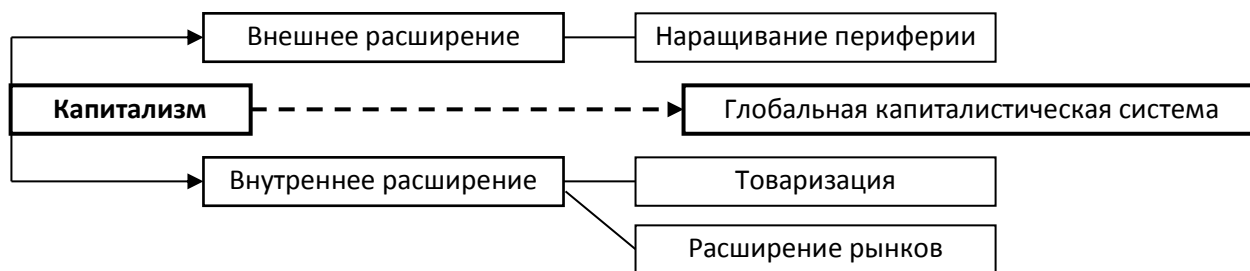 Внешнее расширение
Наращивание периферии
Капитализм
Глобальная капиталистическая система
Внутреннее расширение
Товаризация
Расширение рынков